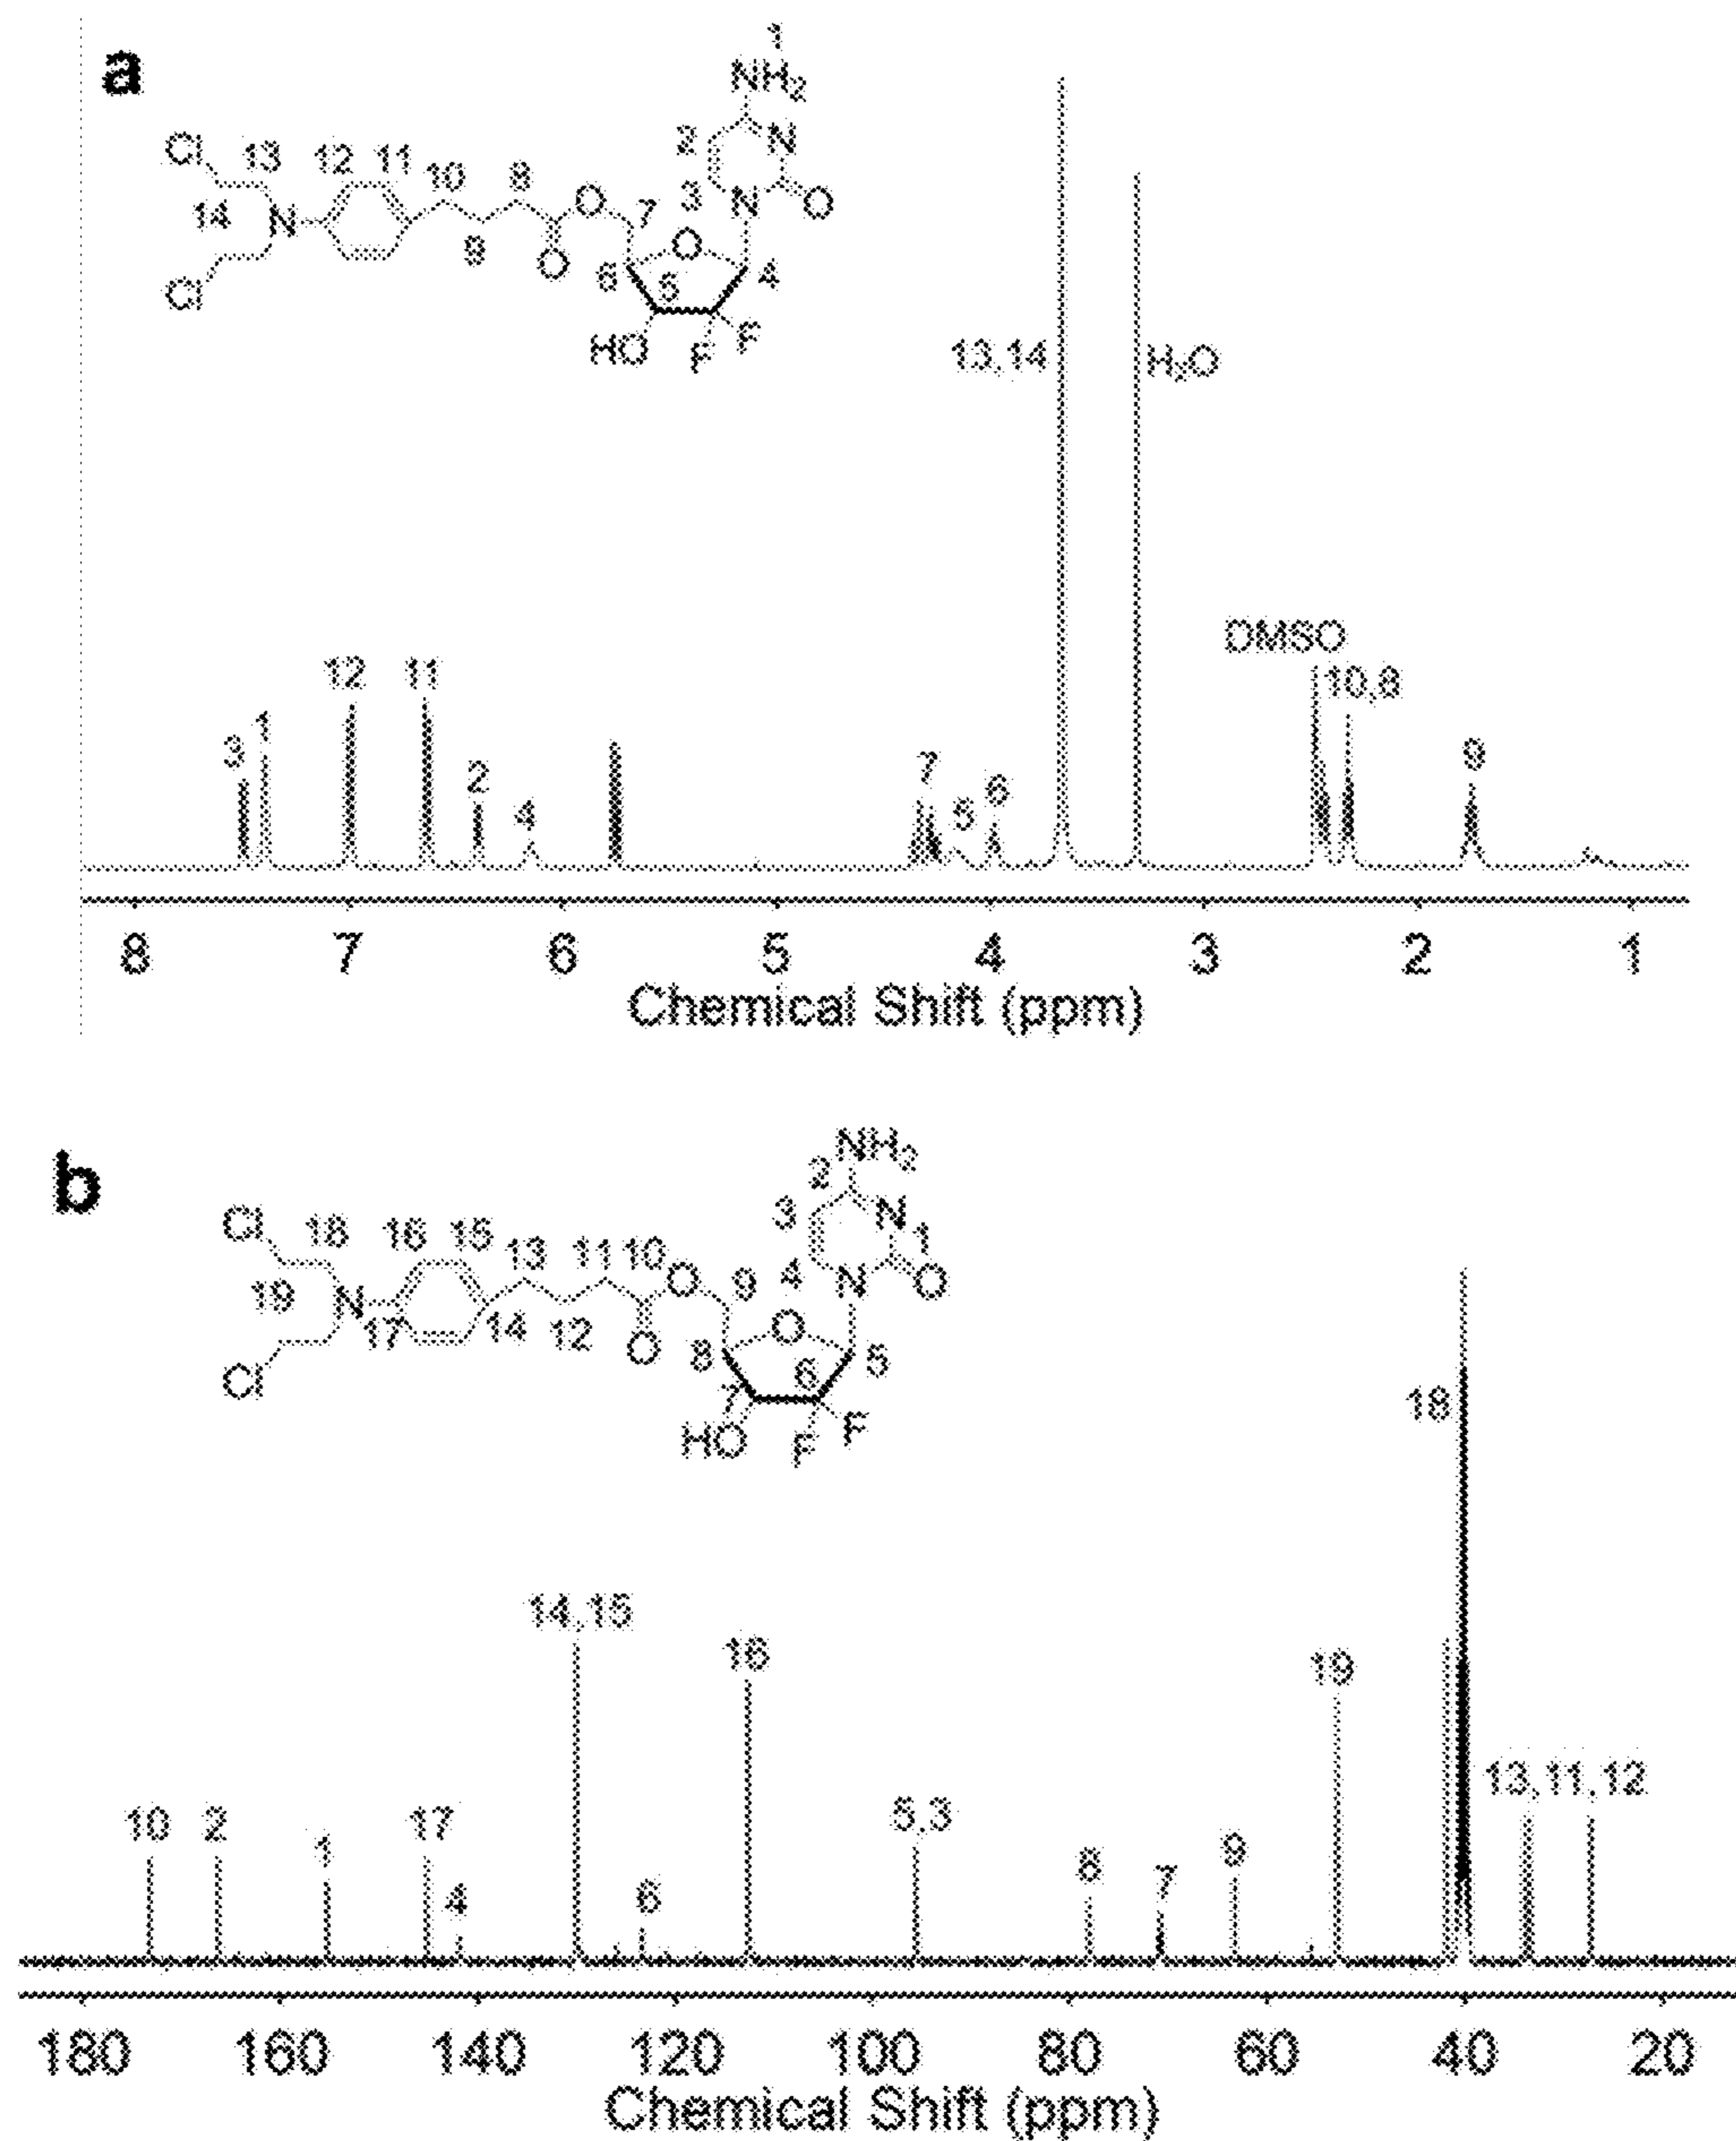 a
1
NH2
Cl 13 12 11 10 8 O 7
2 N
3 N O
14 N 9 O 6 O 5 4
Cl
HO F F
13,14
H2O
DMSO
10,8
12 11
3 1 2 4 7 5 6 9
8 7 6 5 4 3 2 1
Chemical Shift (ppm)
b
NH2
2
3 N 1
Cl 18 16 15 13 11 10 O 9 4 N O
19 N 17 14 12 O 8 O 6 5
Cl
7
HO F F
18
14,15
16
19
13,11,12
10 2 1 17 4 6 5,3 8 7 9
180 160 140 120 100 80 60 40 20
Chemical Shift (ppm)